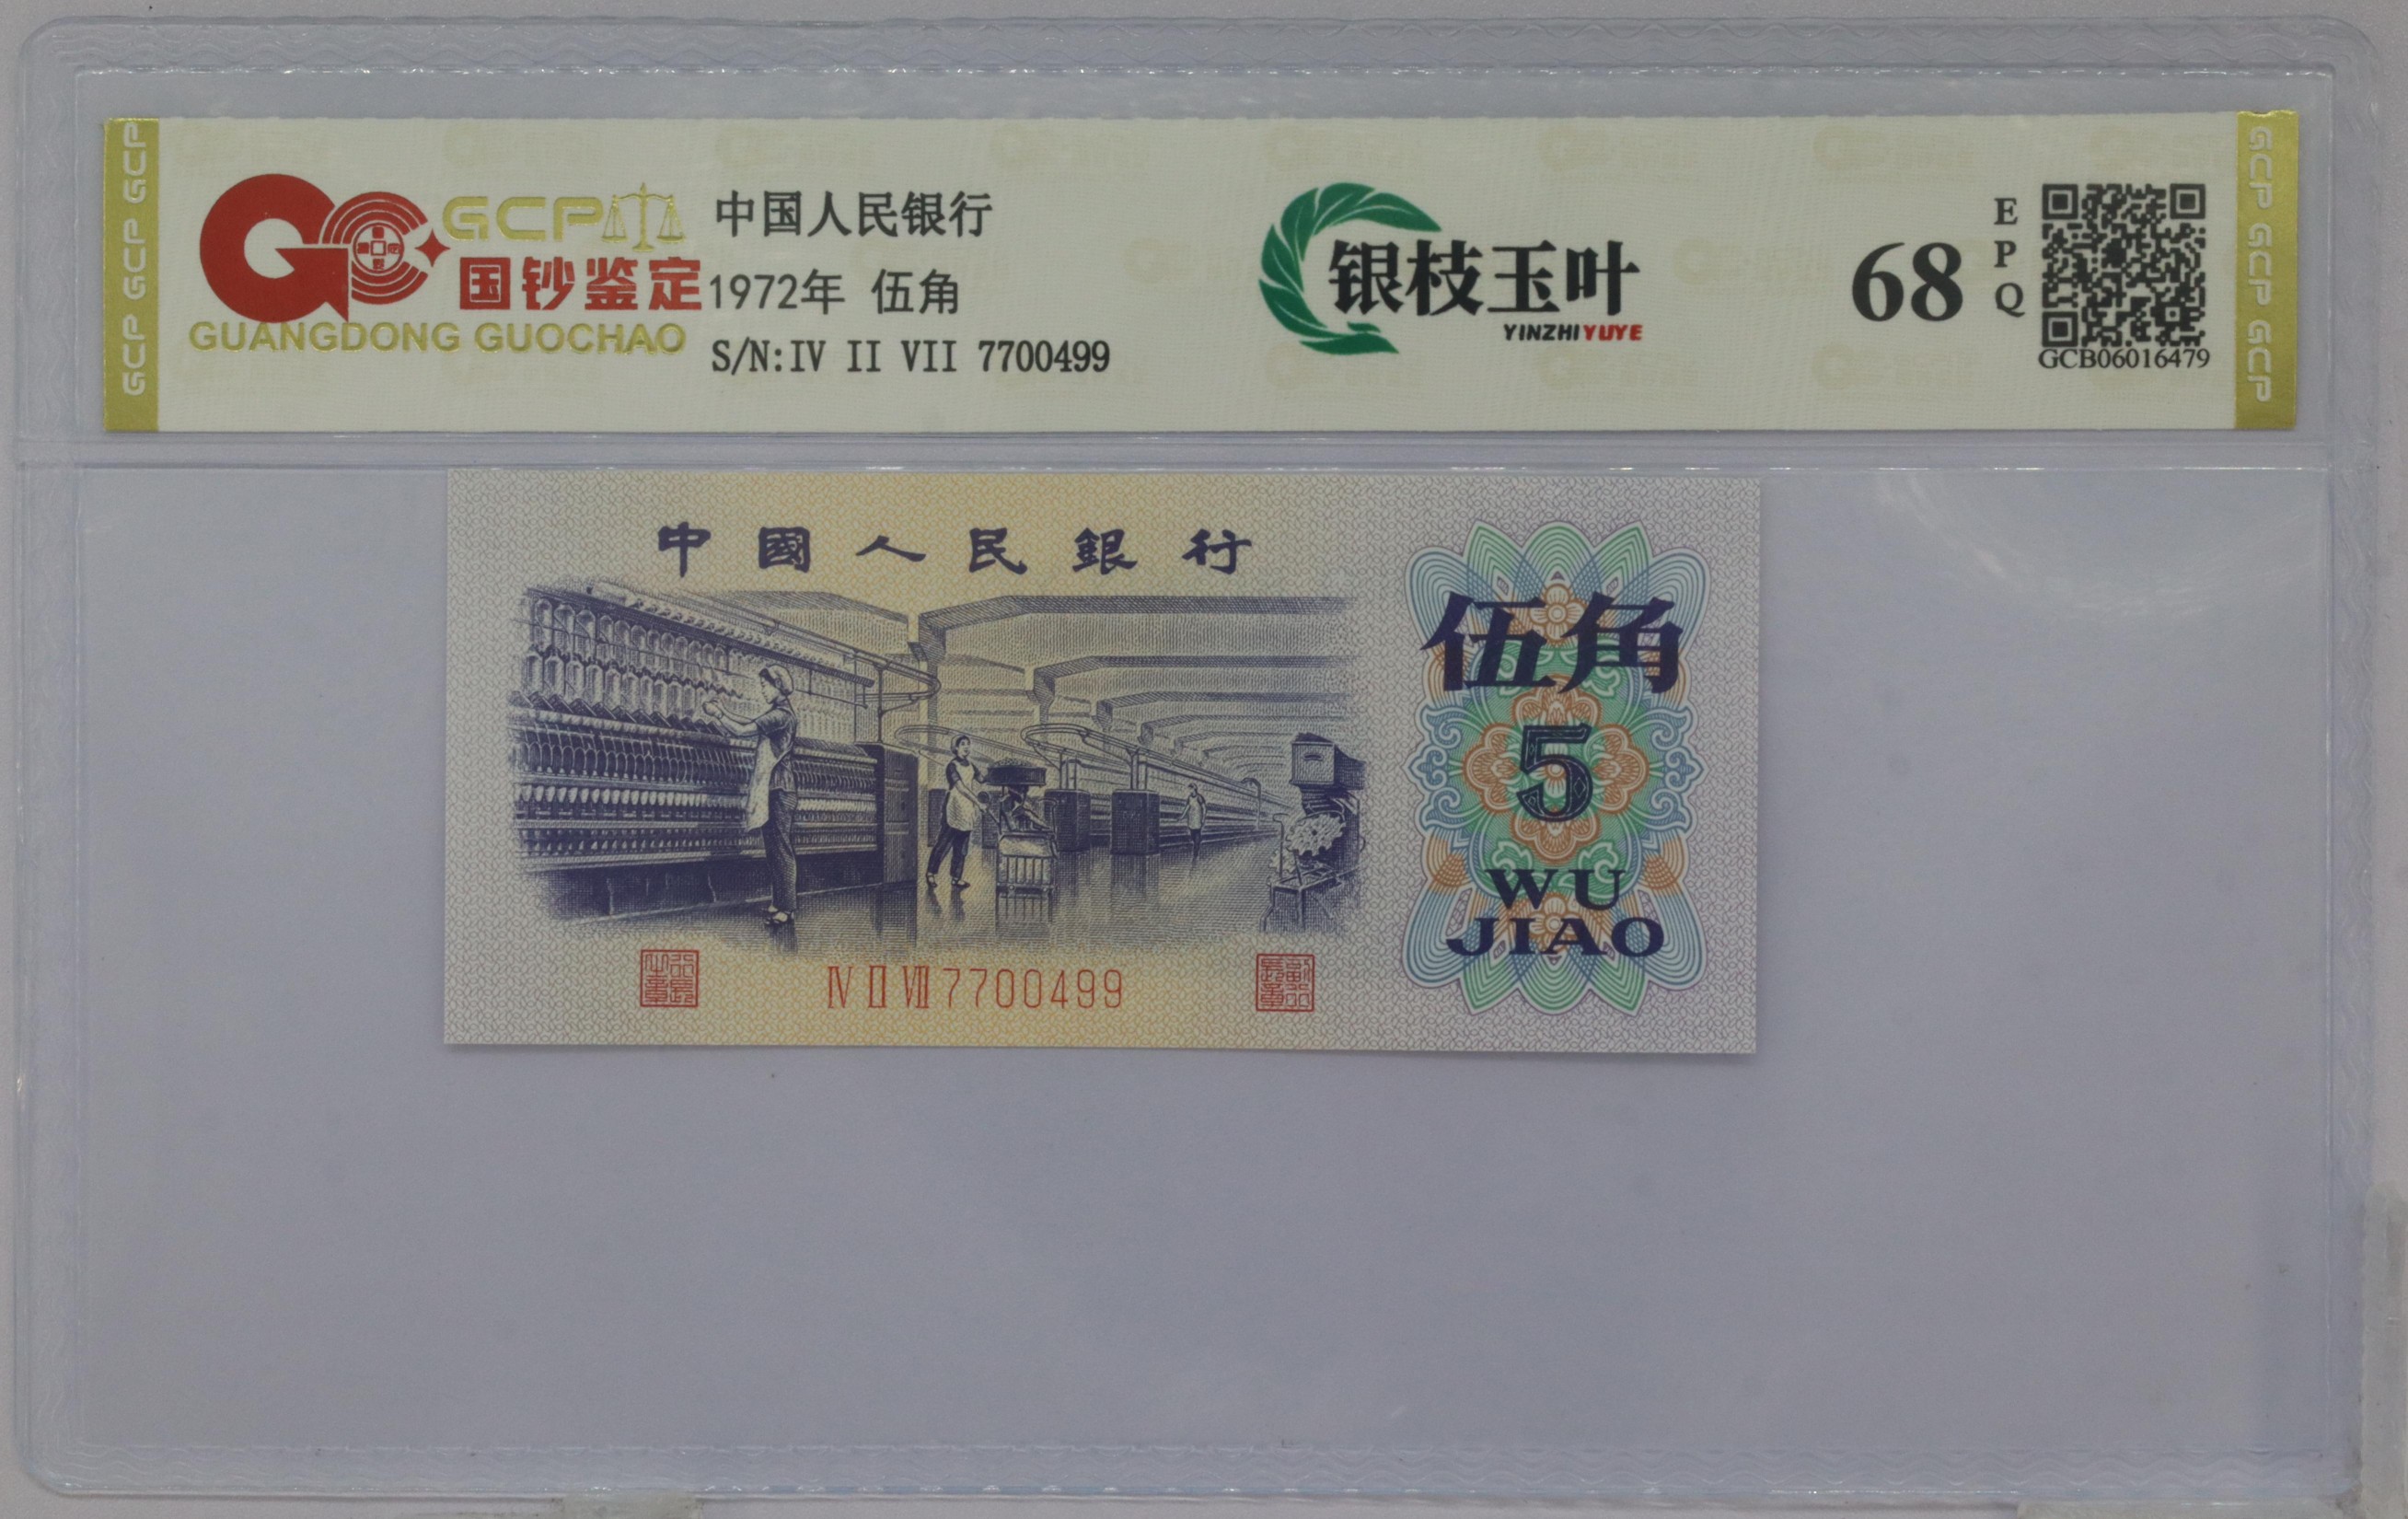 GCP GCP GCP
GCP
国钞鉴定
GUANGDONG GUOCHAO
中国人民银行
1972年 伍角
S/N:IV II VII 7700499
银枝玉叶
YINZHIYUYE
68
EPQ
GCB06016479
GCP GCP GCP
中國人民銀行
伍角
5
WU
JIAO
IV II VII 7700499